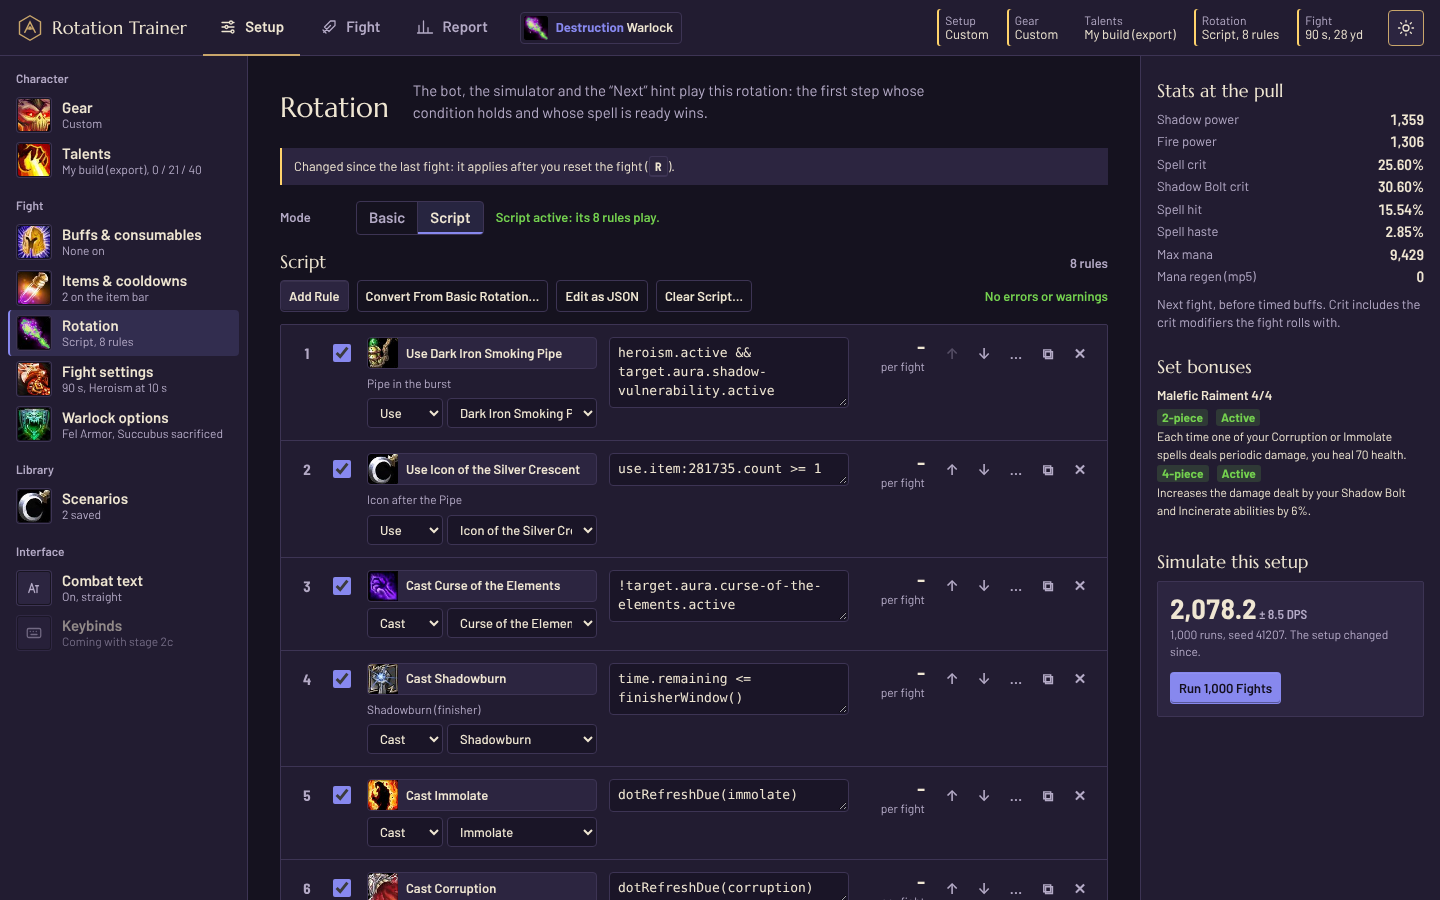 Rotation Trainer
Setup
Fight
Report
Destruction Warlock
Setup
Custom
Gear
Custom
Talents
My build (export)
Rotation
Script, 8 rules
Fight
90 s, 28 yd
Character
Gear
Custom
Talents
My build (export), 0 / 21 / 40
Fight
Buffs & consumables
None on
Items & cooldowns
2 on the item bar
Rotation
Script, 8 rules
Fight settings
90 s, Heroism at 10 s
Warlock options
Fel Armor, Succubus sacrificed
Library
Scenarios
2 saved
Interface
Combat text
On, straight
Keybinds
Coming with stage 2c
Rotation
The bot, the simulator and the “Next” hint play this rotation: the first step whose
condition holds and whose spell is ready wins.
Changed since the last fight: it applies after you reset the fight ( R ).
Mode
Basic
Script
Script active: its 8 rules play.
Script
8 rules
Add Rule
Convert From Basic Rotation...
Edit as JSON
Clear Script...
No errors or warnings
1
Use Dark Iron Smoking Pipe
Pipe in the burst
Use
Dark Iron Smoking P
heroism.active &&
target.aura.shadow-
vulnerability.active
–
per fight
↑ ↓ ... ⧉ ✕
2
Use Icon of the Silver Crescent
Icon after the Pipe
Use
Icon of the Silver Cre
use.item:281735.count >= 1
–
per fight
↑ ↓ ... ⧉ ✕
3
Cast Curse of the Elements
Cast
Curse of the Elemen
!target.aura.curse-of-the-
elements.active
–
per fight
↑ ↓ ... ⧉ ✕
4
Cast Shadowburn
Shadowburn (finisher)
Cast
Shadowburn
time.remaining <=
finisherWindow()
–
per fight
↑ ↓ ... ⧉ ✕
5
Cast Immolate
Cast
Immolate
dotRefreshDue(immolate)
–
per fight
↑ ↓ ... ⧉ ✕
6
Cast Corruption
dotRefreshDue(corruption)
–
↑ ↓ ... ⧉ ✕
Stats at the pull
Shadow power 1,359
Fire power 1,306
Spell crit 25.60%
Shadow Bolt crit 30.60%
Spell hit 15.54%
Spell haste 2.85%
Max mana 9,429
Mana regen (mp5) 0
Next fight, before timed buffs. Crit includes the
crit modifiers the fight rolls with.
Set bonuses
Malefic Raiment 4/4
2-piece Active
Each time one of your Corruption or Immolate
spells deals periodic damage, you heal 70 health.
4-piece Active
Increases the damage dealt by your Shadow Bolt
and Incinerate abilities by 6%.
Simulate this setup
2,078.2 ± 8.5 DPS
1,000 runs, seed 41207. The setup changed
since.
Run 1,000 Fights